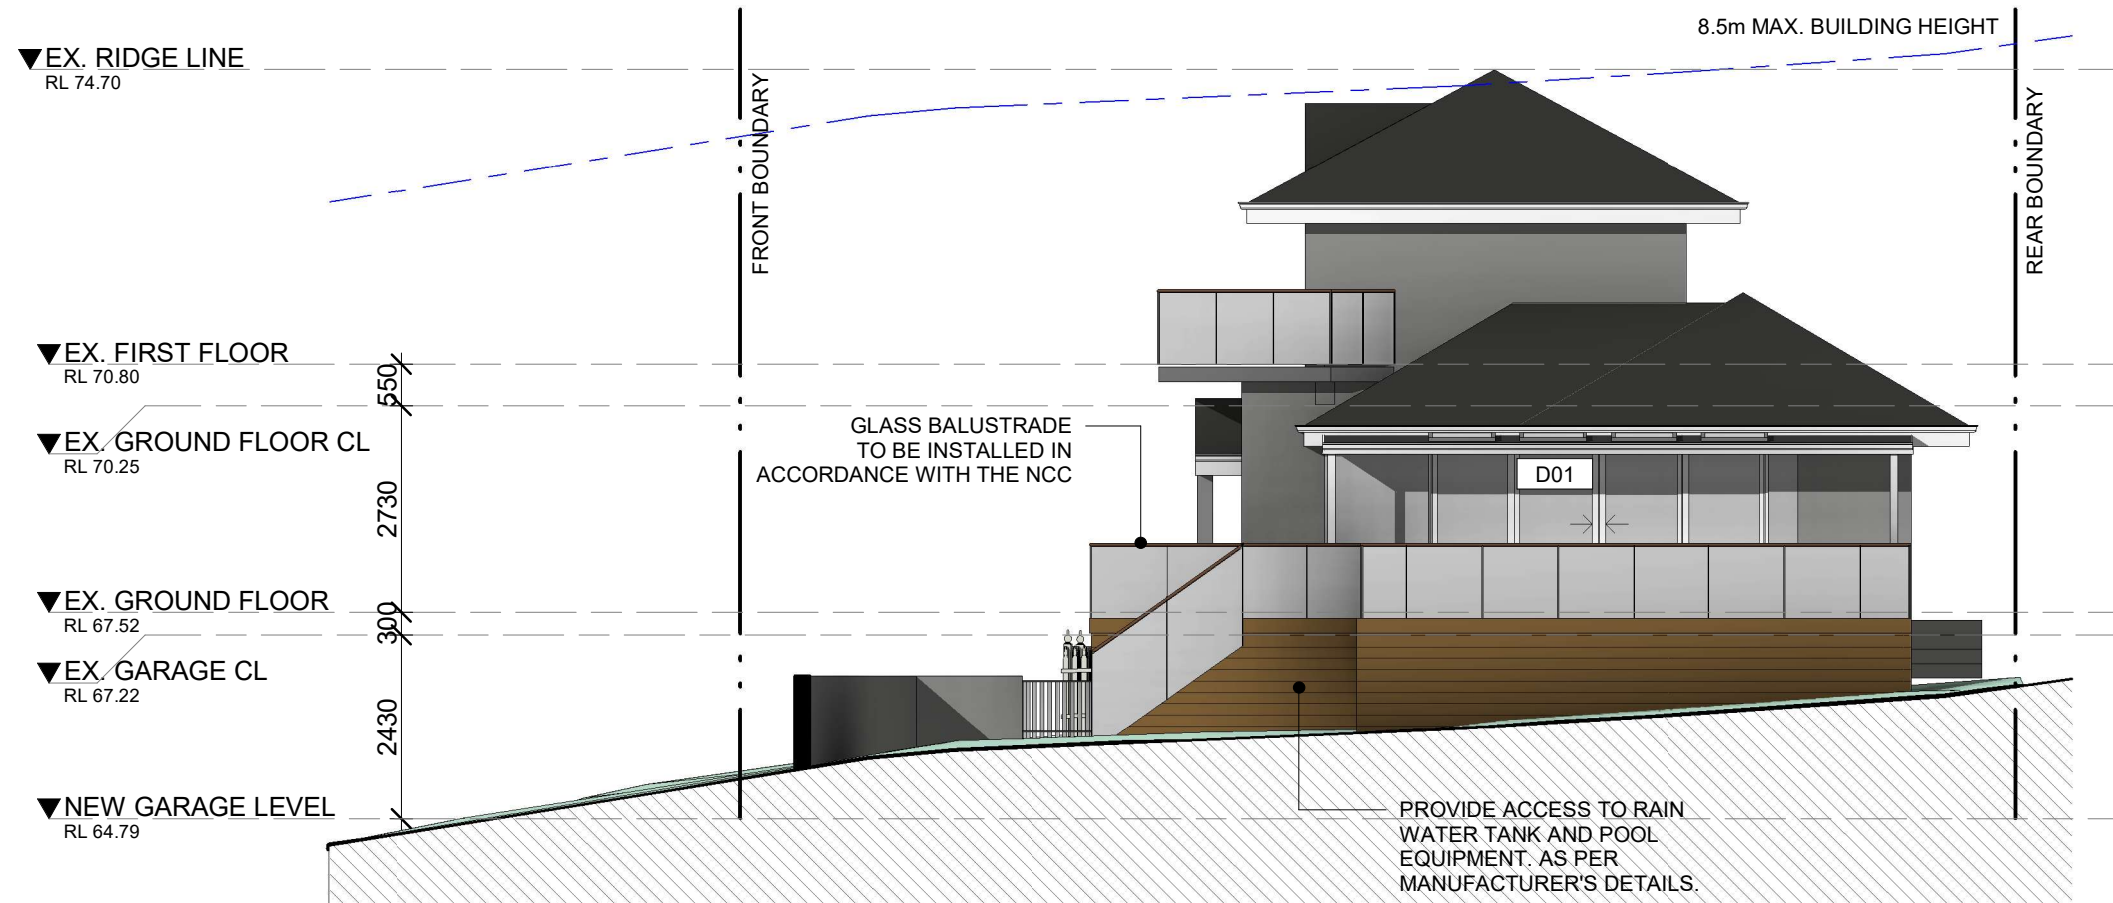 8.5m MAX. BUILDING HEIGHT
EX. RIDGE LINE
RL 74.70
FRONT BOUNDARY
REAR BOUNDARY
EX. FIRST FLOOR
RL 70.80
550
EX. GROUND FLOOR CL
RL 70.25
GLASS BALUSTRADE
TO BE INSTALLED IN
ACCORDANCE WITH THE NCC
D01
2730
EX. GROUND FLOOR
RL 67.52
300
EX. GARAGE CL
RL 67.22
2430
NEW GARAGE LEVEL
RL 64.79
PROVIDE ACCESS TO RAIN
WATER TANK AND POOL
EQUIPMENT. AS PER
MANUFACTURER'S DETAILS.